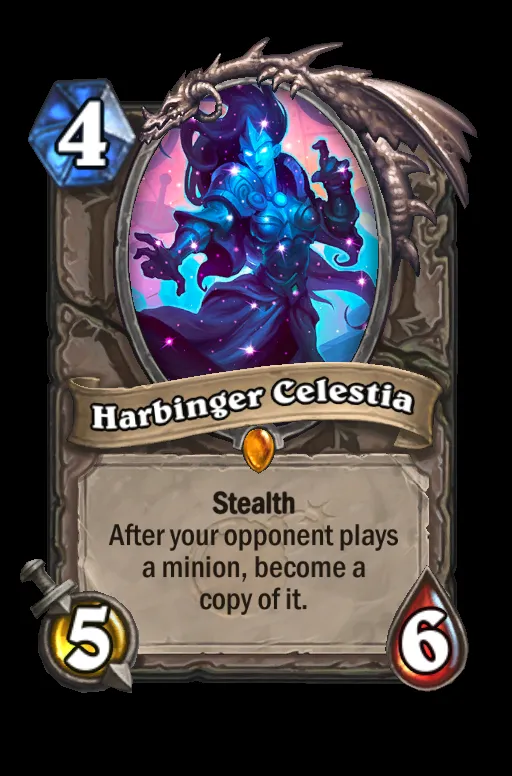 4
Harbinger Celestia
Stealth
After your opponent plays
a minion, become a
copy of it.
5
6